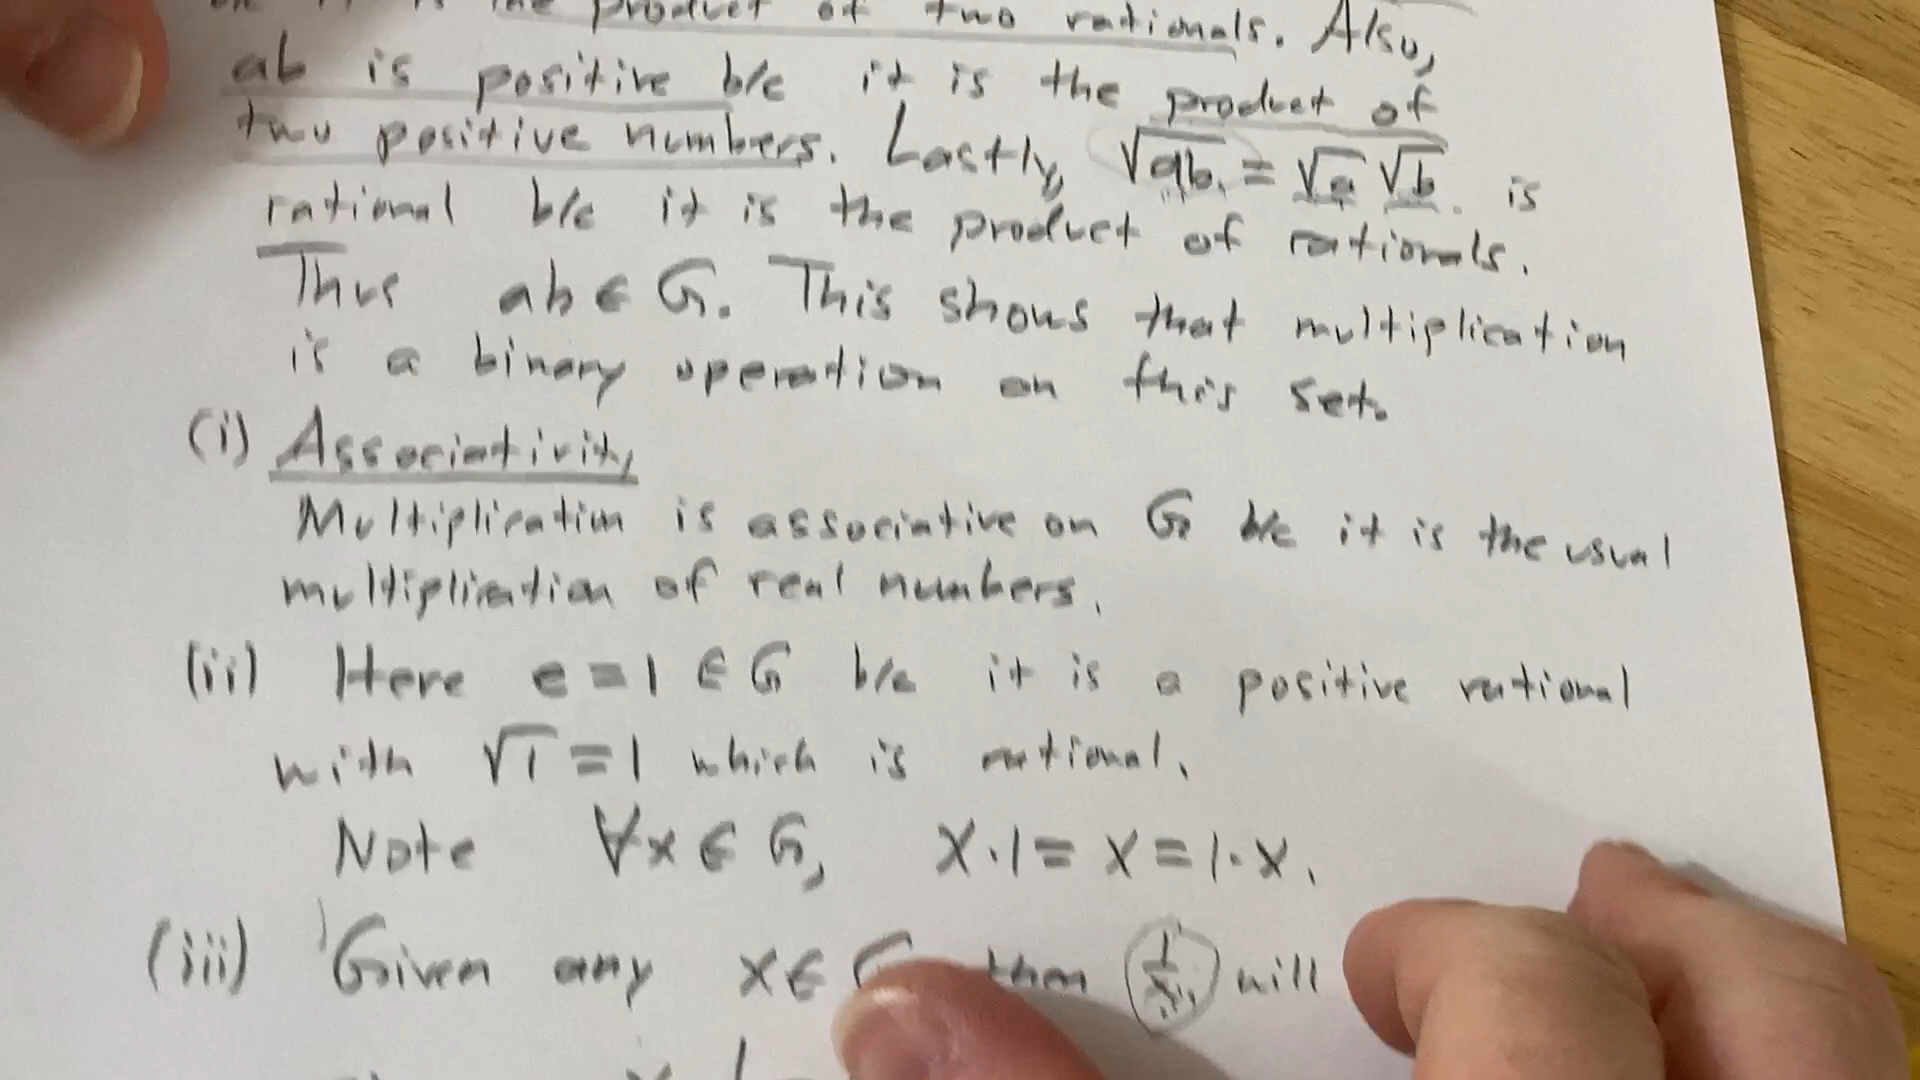 the product of two rationals. Also,
ab is positive b/c it is the product of
two positive numbers. Lastly, √ab = √a √b is
rational b/c it is the product of rationals.
Thus ab ∈ G. This shows that multiplication
is a binary operation on this set.
(i) Associativity
Multiplication is associative on G b/c it is the usual
multiplication of real numbers.
(ii) Here e = 1 ∈ G b/c it is a positive rational
with √1 = 1 which is rational.
Note ∀x ∈ G, x·1 = x = 1·x.
(iii) Given any x ∈ G then 1/x will